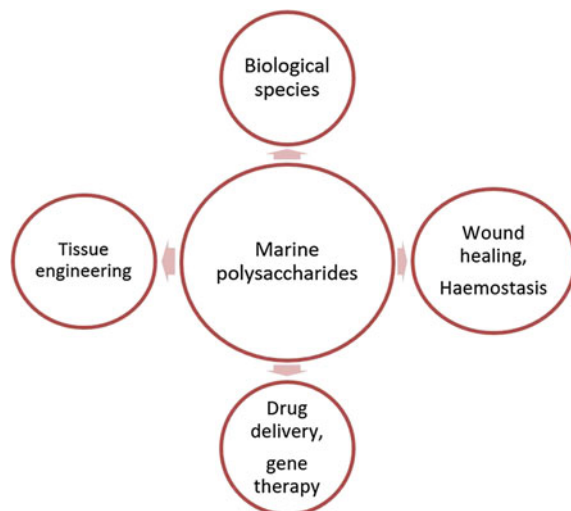 Biological
species
Tissue
engineering
Marine
polysaccharides
Wound
healing,
Haemostasis
Drug
delivery,
gene
therapy